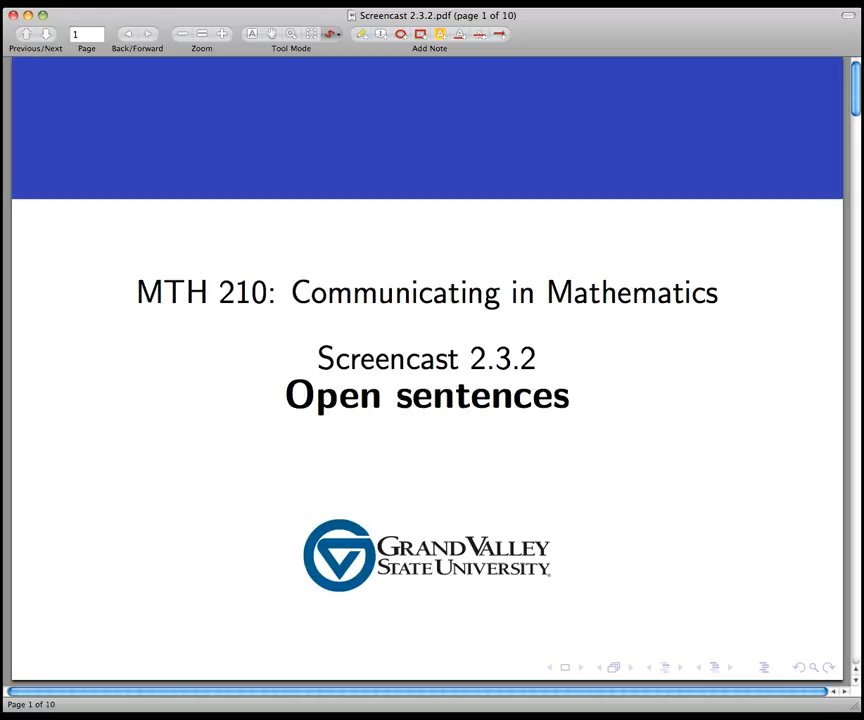 Screencast 2.3.2.pdf (page 1 of 10)
1
Previous/Next Page Back/Forward Zoom Tool Mode Add Note
MTH 210: Communicating in Mathematics
Screencast 2.3.2
Open sentences
GRAND VALLEY
STATE UNIVERSITY
Page 1 of 10